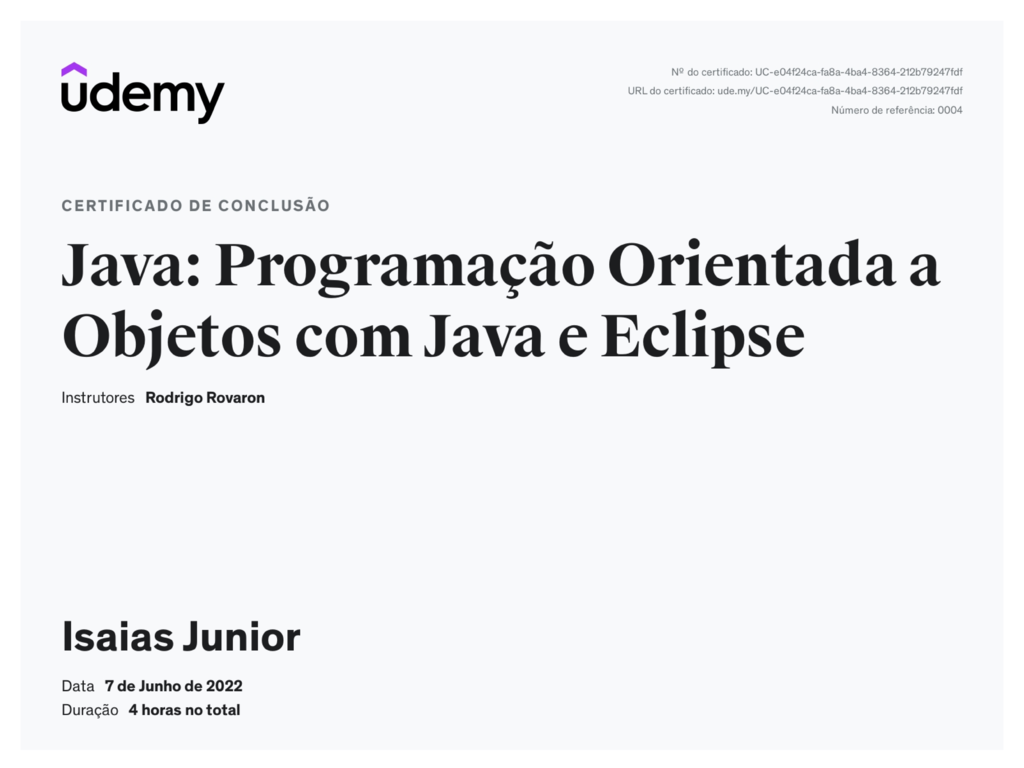 udemy
Nº do certificado: UC-e04f24ca-fa8a-4ba4-8364-212b79247fdf
URL do certificado: ude.my/UC-e04f24ca-fa8a-4ba4-8364-212b79247fdf
Número de referência: 0004
CERTIFICADO DE CONCLUSÃO
Java: Programação Orientada a
Objetos com Java e Eclipse
Instrutores Rodrigo Rovaron
Isaias Junior
Data 7 de Junho de 2022
Duração 4 horas no total